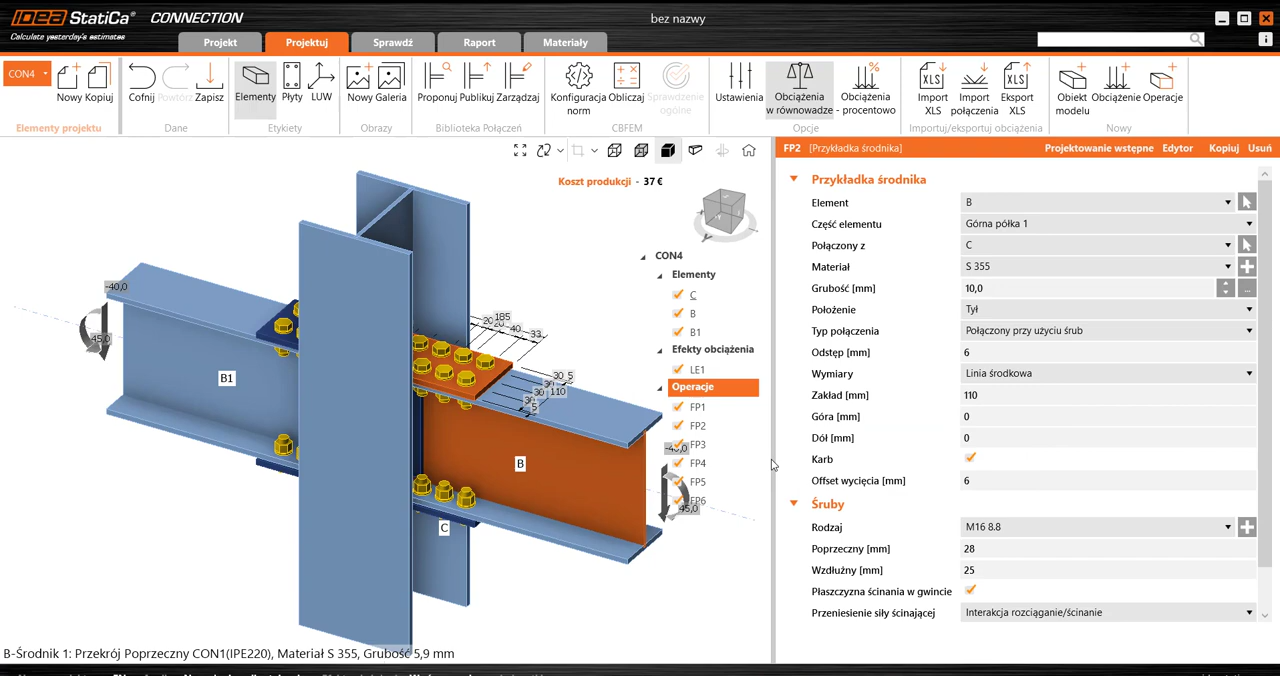 IDEA StatiCa® CONNECTION
Calculate yesterday's estimates
bez nazwy
Projekt Projektuj Sprawdź Raport Materiały
CON4
Nowy Kopiuj
Cofnij Powtórz Zapisz
Elementy Płyty LUW
Nowy Galeria
Proponuj Publikuj Zarządzaj
Konfiguracja norm
Obliczaj
Sprawdzenie ogólne
Ustawienia
Obciążenia w równowadze
Obciążenia - procentowo
Import XLS
Import połączenia
Eksport XLS
Obiekt modelu
Obciążenie
Operacje
Elementy projektu Dane Etykiety Obrazy Biblioteka Połączeń CBFEM Opcje Importuj/eksportuj obciążenia Nowy
FP2 [Przykładka środnika] Projektowanie wstępne Edytor Kopiuj Usuń
Koszt produkcji - 37 €
CON4
Elementy
C
B
B1
Efekty obciążenia
LE1
Operacje
FP1
FP2
FP3
FP4
FP5
FP6
-40,0
45,0
B1
B
C
185
20
40
33
30 5
30
30 110
5
-40,0
45,0
Przykładka środnika
Element B
Część elementu Górna półka 1
Połączony z C
Materiał S 355
Grubość [mm] 10,0 ...
Położenie Tył
Typ połączenia Połączony przy użyciu śrub
Odstęp [mm] 6
Wymiary Linia środkowa
Zakład [mm] 110
Góra [mm] 0
Dół [mm] 0
Karb
Offset wycięcia [mm] 6
Śruby
Rodzaj M16 8.8
Poprzeczny [mm] 28
Wzdłużny [mm] 25
Płaszczyzna ścinania w gwincie
Przeniesienie siły ścinającej Interakcja rozciąganie/ścinanie
B-Środnik 1: Przekrój Poprzeczny CON1(IPE220), Materiał S 355, Grubość 5,9 mm